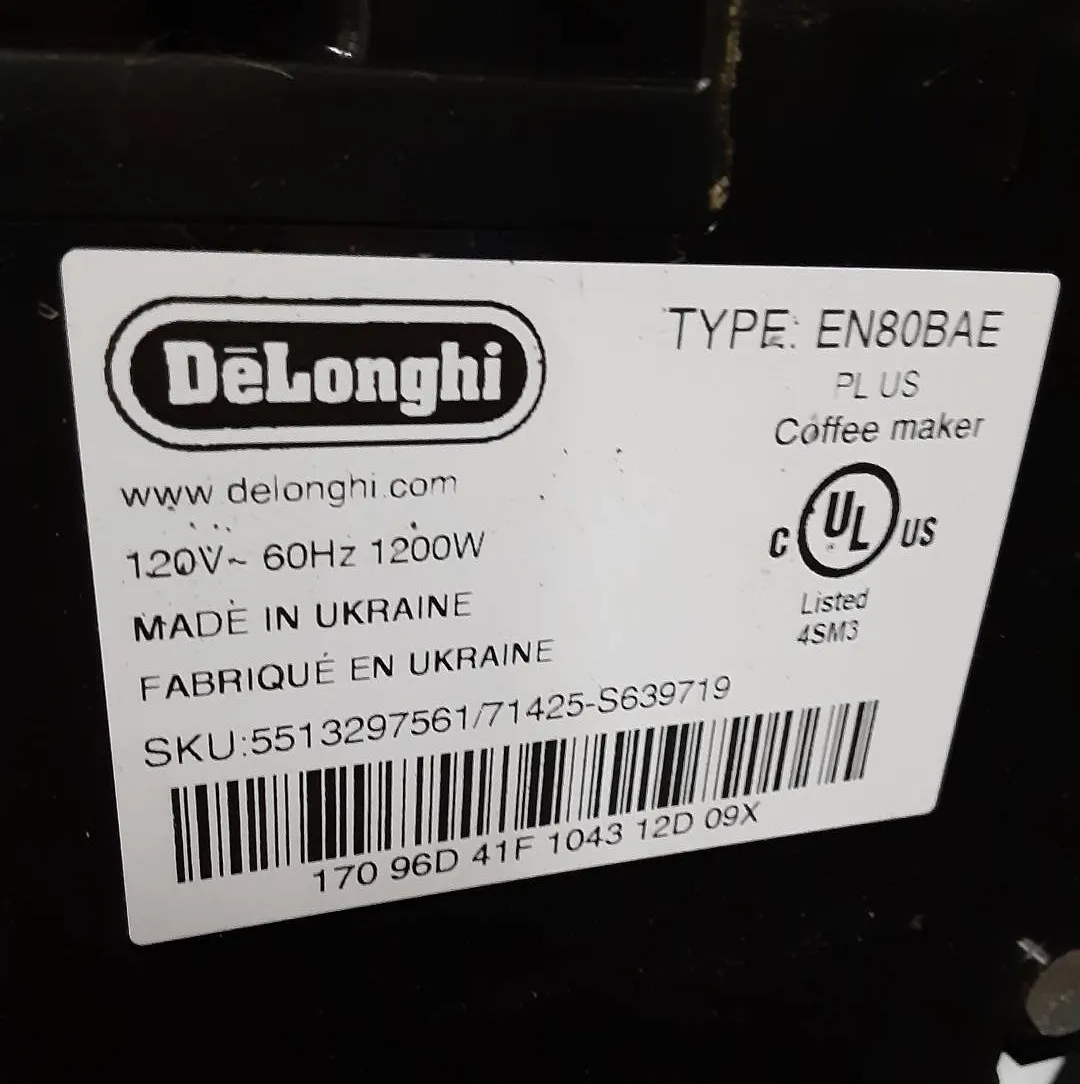 DēLonghi
www.delonghi.com
120V~ 60Hz 1200W
MADE IN UKRAINE
FABRIQUÉ EN UKRAINE
SKU:5513297561/71425-S639719
170 96D 41F 1043 12D 09X
TYPE: EN80BAE
PL US
Coffee maker
C UL US
Listed
4SM3